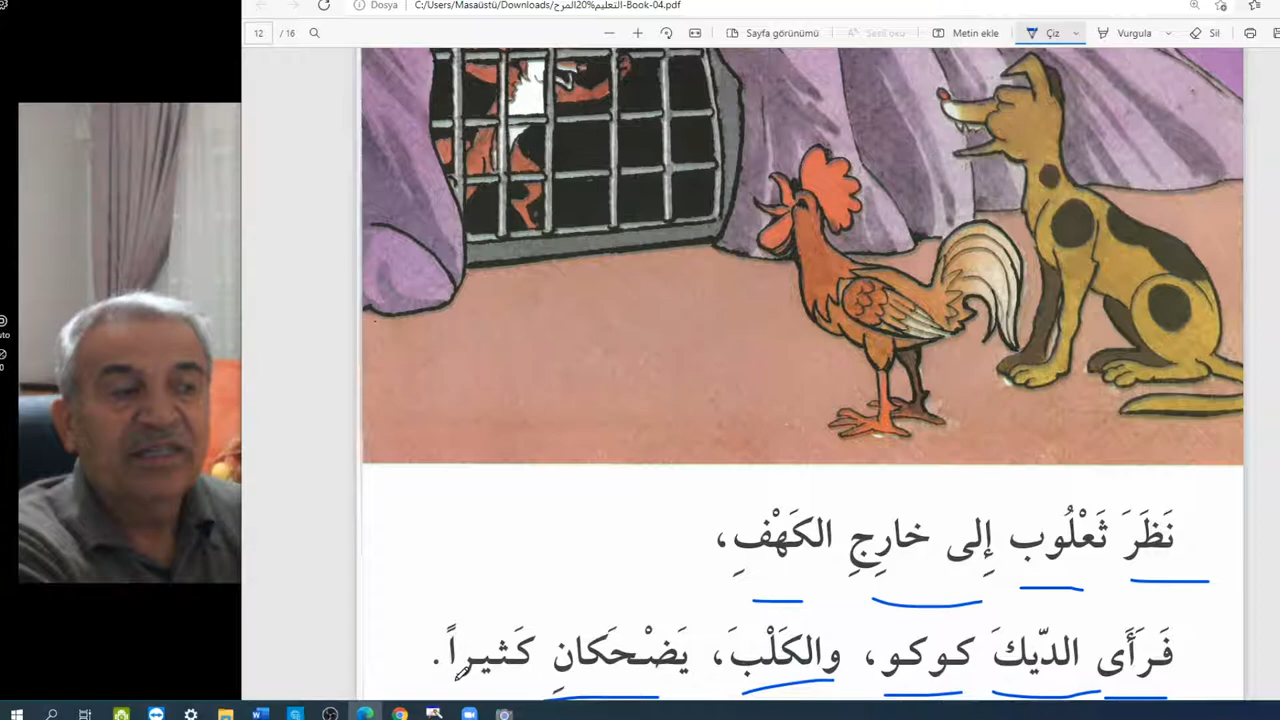 Dosya C:/Users/Masaüstü/Downloads/التعليم%20المرح-Book-04.pdf
12 / 16 Sayfa görünümü Sesli oku Metin ekle Çiz Vurgula Sil
نَظَرَ ثَعْلُوب إِلى خارِجِ الكَهْفِ،
فَرَأَى الدّيكَ كوكو، والكَلْبَ، يَضْحَكانِ كَثيراً.